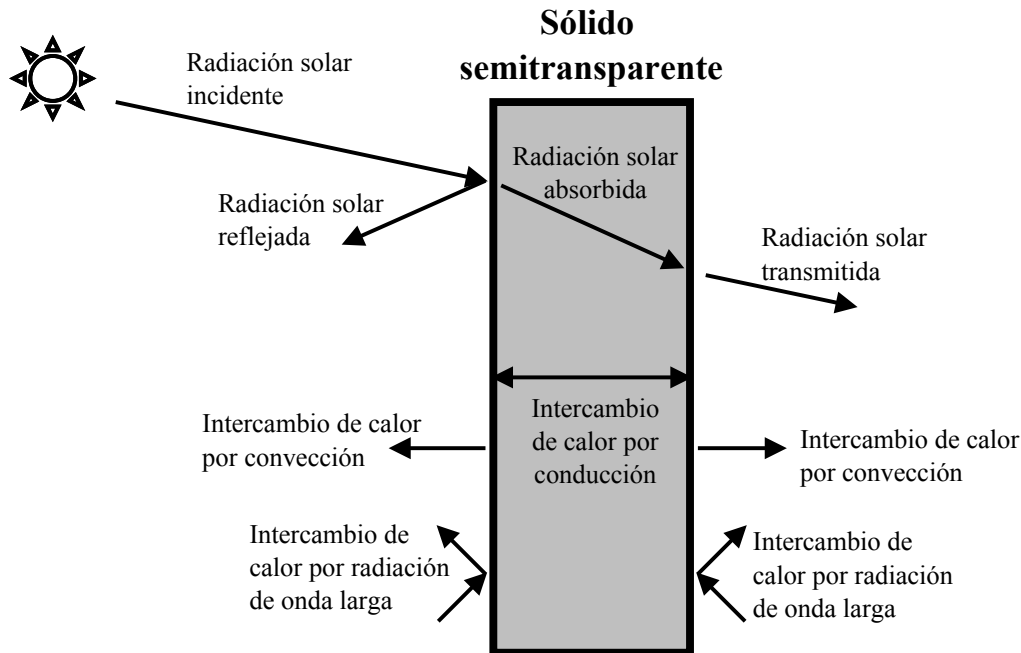 Sólido
semitransparente
Radiación solar
incidente
Radiación solar
absorbida
Radiación solar
reflejada
Radiación solar
transmitida
Intercambio de calor
por convección
Intercambio
de calor por
conducción
Intercambio de calor
por convección
Intercambio de
calor por radiación
de onda larga
Intercambio de
calor por radiación
de onda larga